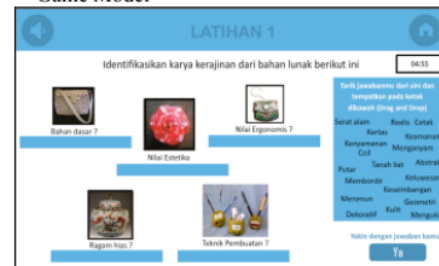 Game Model
LATIHAN 1
Identifikasikan karya kerajinan dari bahan lunak berikut ini
04:55
Tarik jawabanmu dari sini dan
tempatkan pada kotak
dibawah (Drag and Drop)
Serat alam Realis Cetak
Kertas Keamanan
Kenyamanan Menganyam
Coil
Putar Tanah liat Abstrak
Membordir Keluwesan
Keseimbangan
Menenun Geometri
Dekoratif Kulit Menguki
Yakin dengan jawaban kamu
Ya
Bahan dasar ?
Nilai Estetika
Nilai Ergonomis ?
Ragam hias ?
Teknik Pembuatan ?